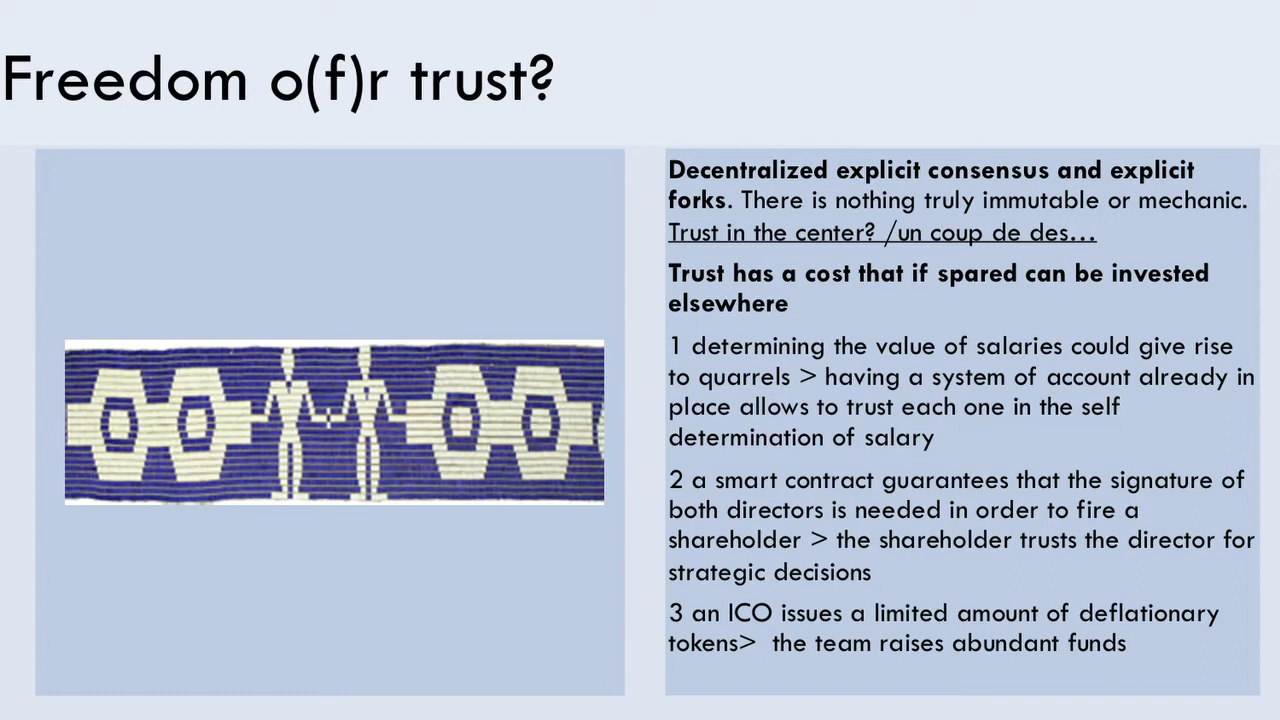 Freedom o(f)r trust?
Decentralized explicit consensus and explicit
forks. There is nothing truly immutable or mechanic.
Trust in the center? /un coup de des...
Trust has a cost that if spared can be invested
elsewhere
1 determining the value of salaries could give rise
to quarrels > having a system of account already in
place allows to trust each one in the self
determination of salary
2 a smart contract guarantees that the signature of
both directors is needed in order to fire a
shareholder > the shareholder trusts the director for
strategic decisions
3 an ICO issues a limited amount of deflationary
tokens>  the team raises abundant funds